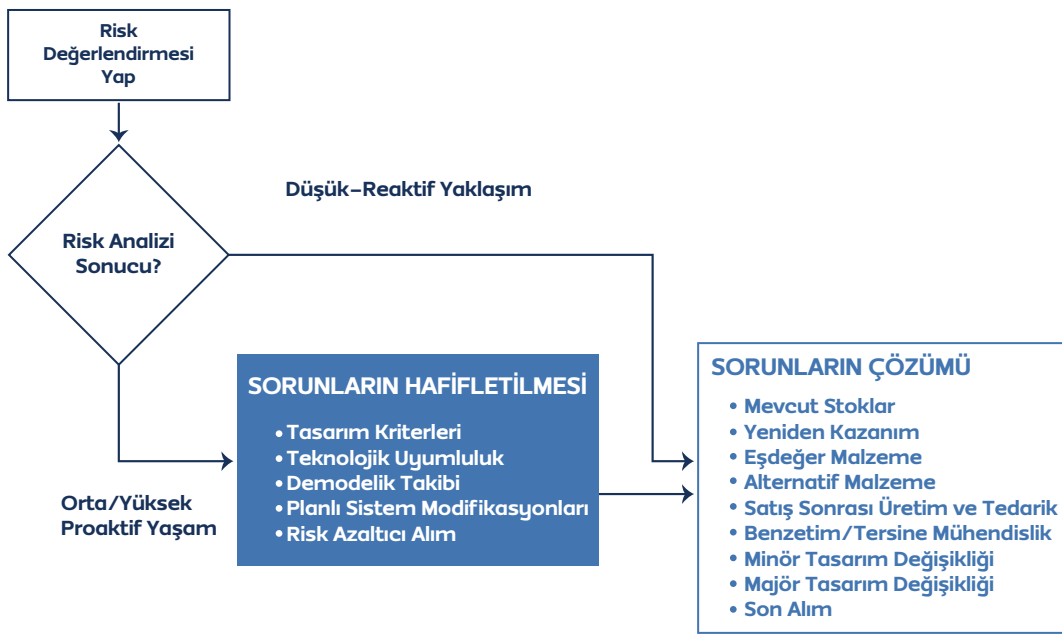 Risk
Değerlendirmesi
Yap
Düşük-Reaktif Yaklaşım
Risk Analizi
Sonucu?
Orta/Yüksek
Proaktif Yaşam
SORUNLARIN HAFİFLETİLMESİ
• Tasarım Kriterleri
• Teknolojik Uyumluluk
• Demodelik Takibi
• Planlı Sistem Modifikasyonları
• Risk Azaltıcı Alım
SORUNLARIN ÇÖZÜMÜ
• Mevcut Stoklar
• Yeniden Kazanım
• Eşdeğer Malzeme
• Alternatif Malzeme
• Satış Sonrası Üretim ve Tedarik
• Benzetim/Tersine Mühendislik
• Minör Tasarım Değişikliği
• Majör Tasarım Değişikliği
• Son Alım